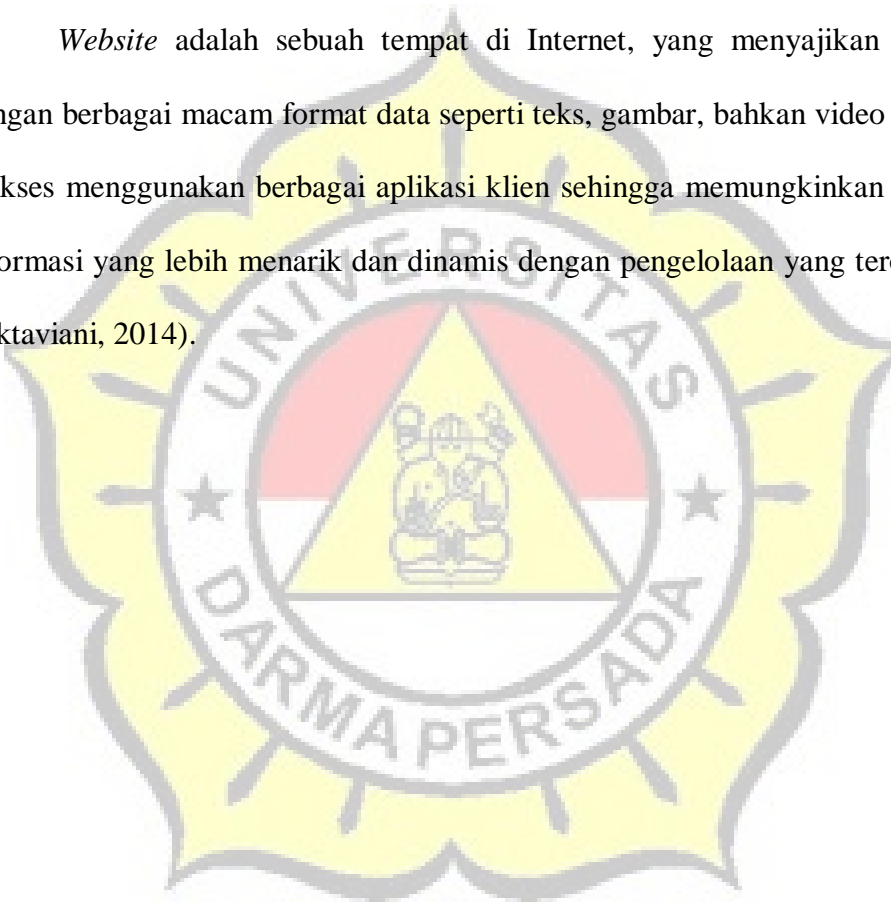 Website adalah sebuah tempat di Internet, yang menyajikan
ngan berbagai macam format data seperti teks, gambar, bahkan video
kses menggunakan berbagai aplikasi klien sehingga memungkinkan
ormasi yang lebih menarik dan dinamis dengan pengelolaan yang
ktaviani, 2014).
UNIVERSITAS
DARMA PERSADA